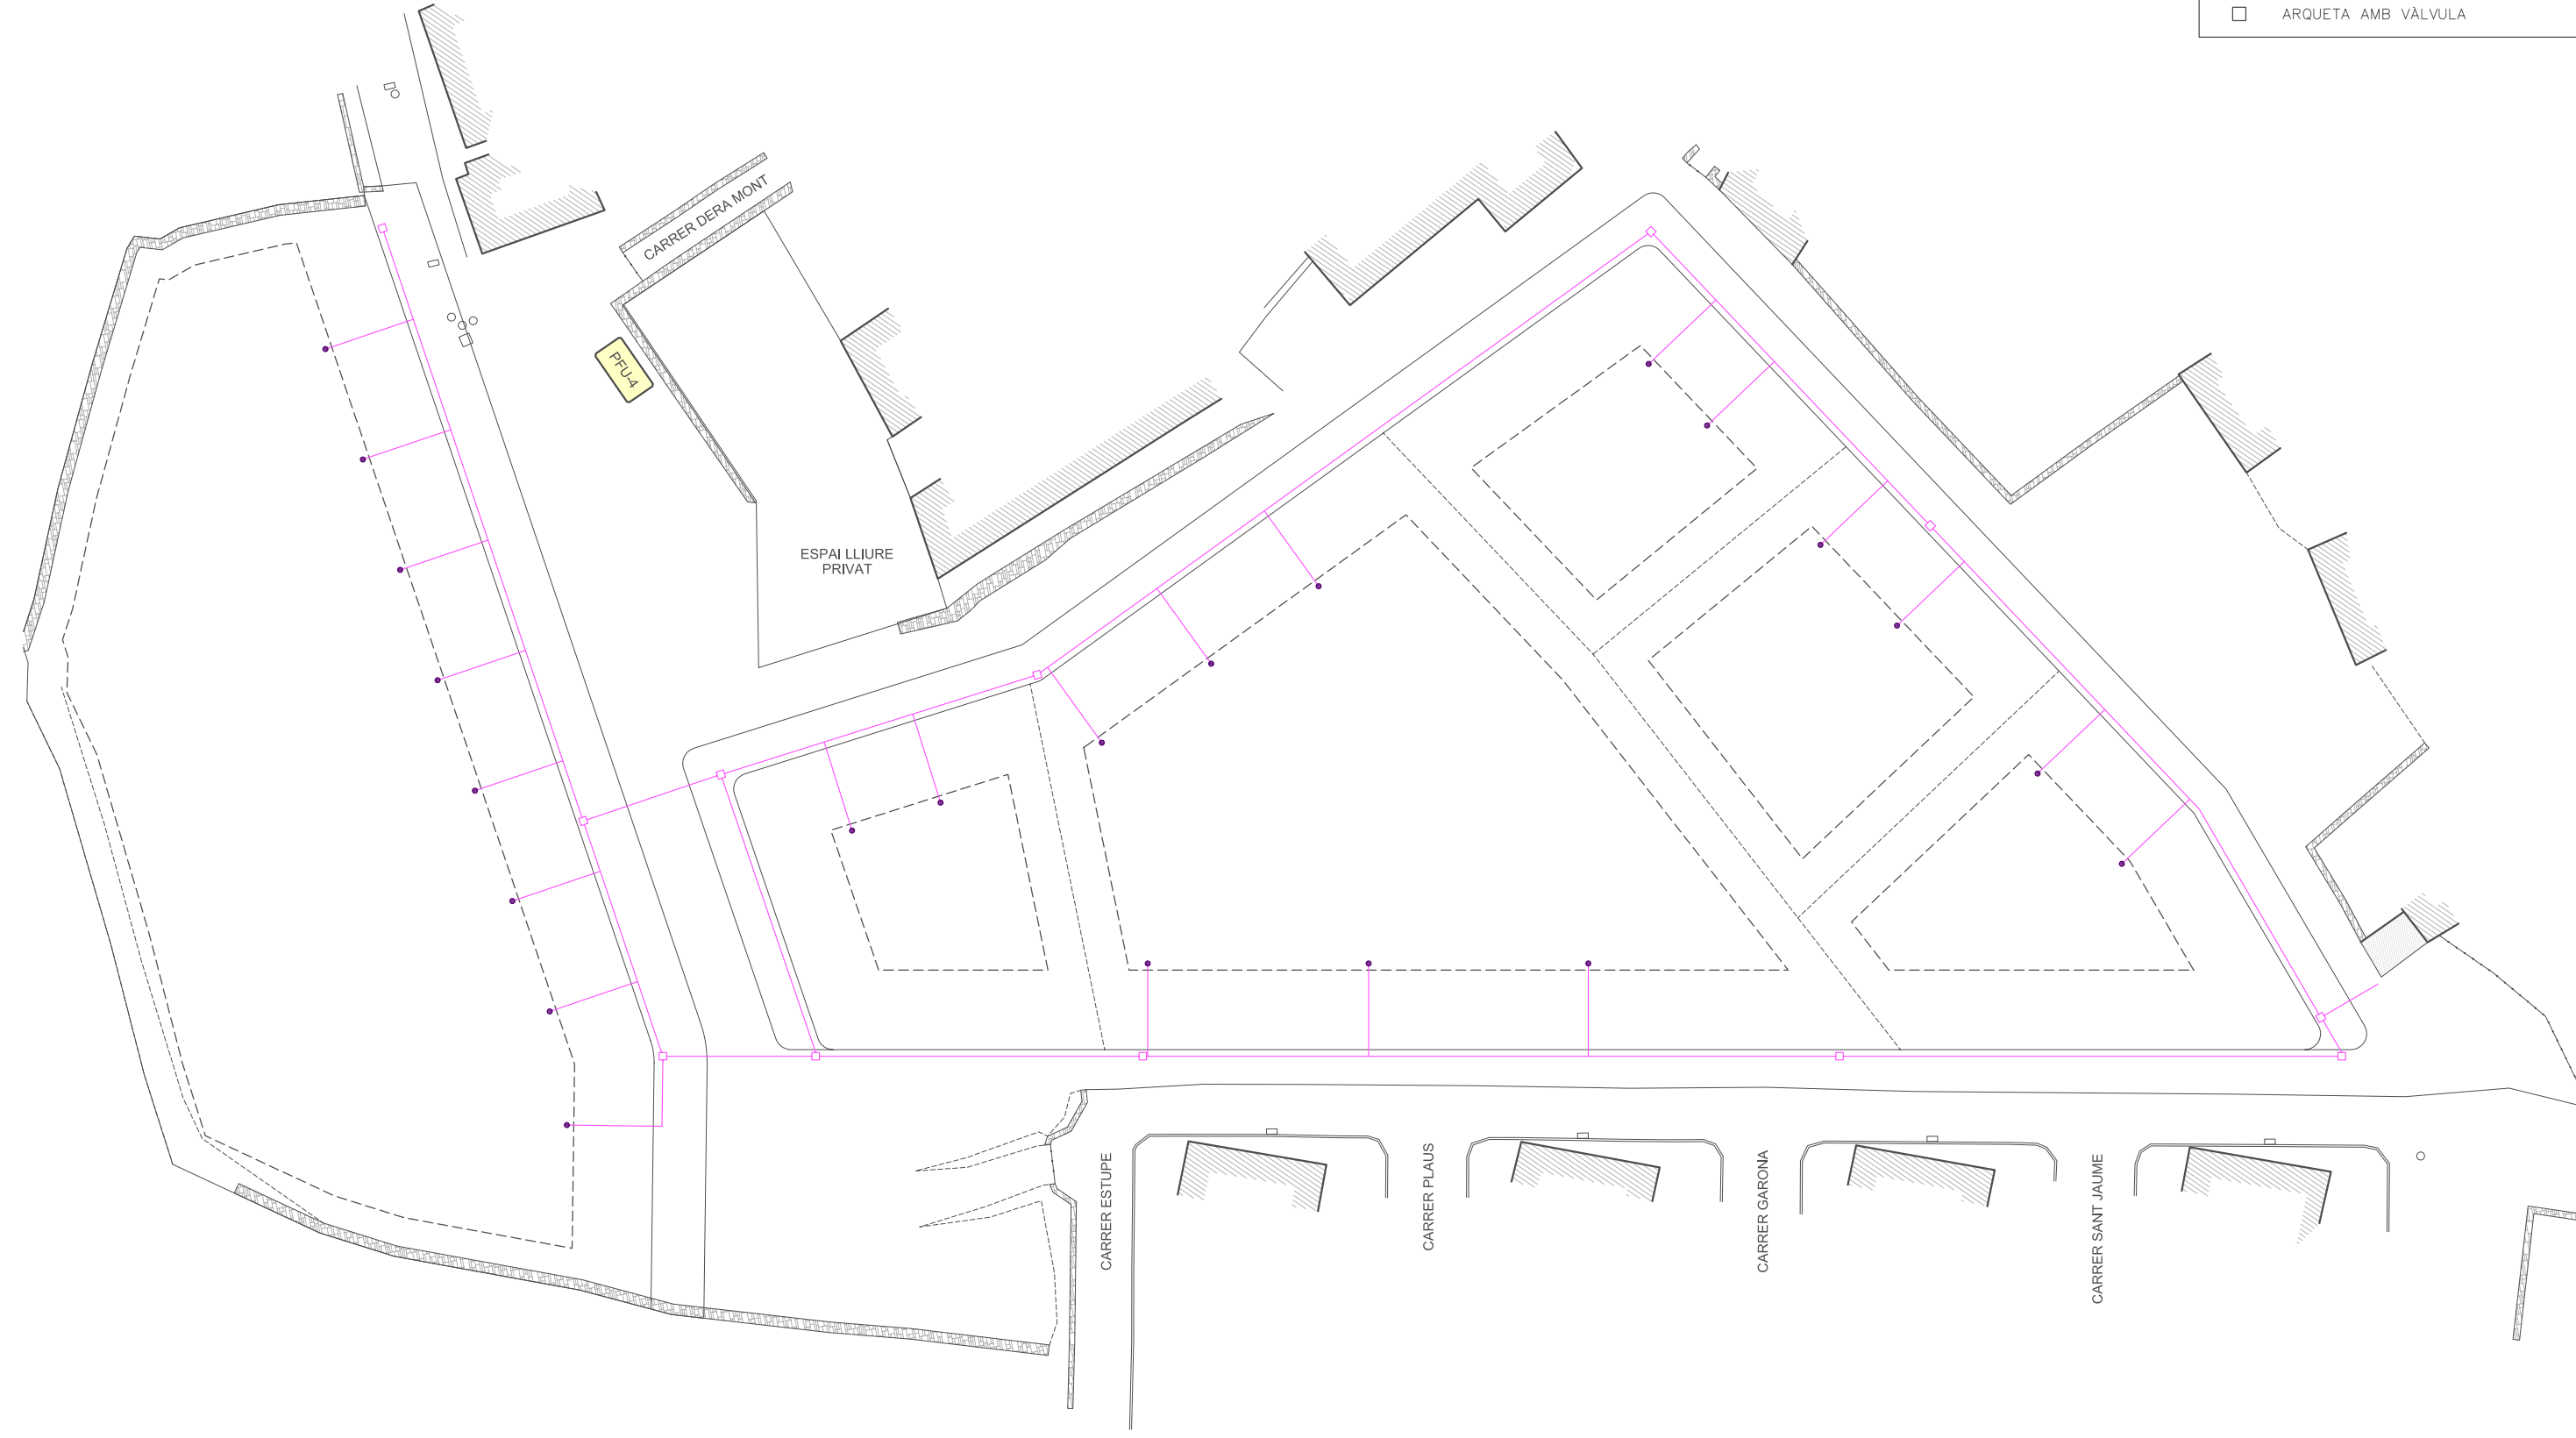 ARQUETA AMB VÀLVULA
CARRER DERA MONT
PFU-4
ESPAI LLIURE
PRIVAT
CARRER ESTUPE
CARRER PLAUS
CARRER GARONA
CARRER SANT JAUME